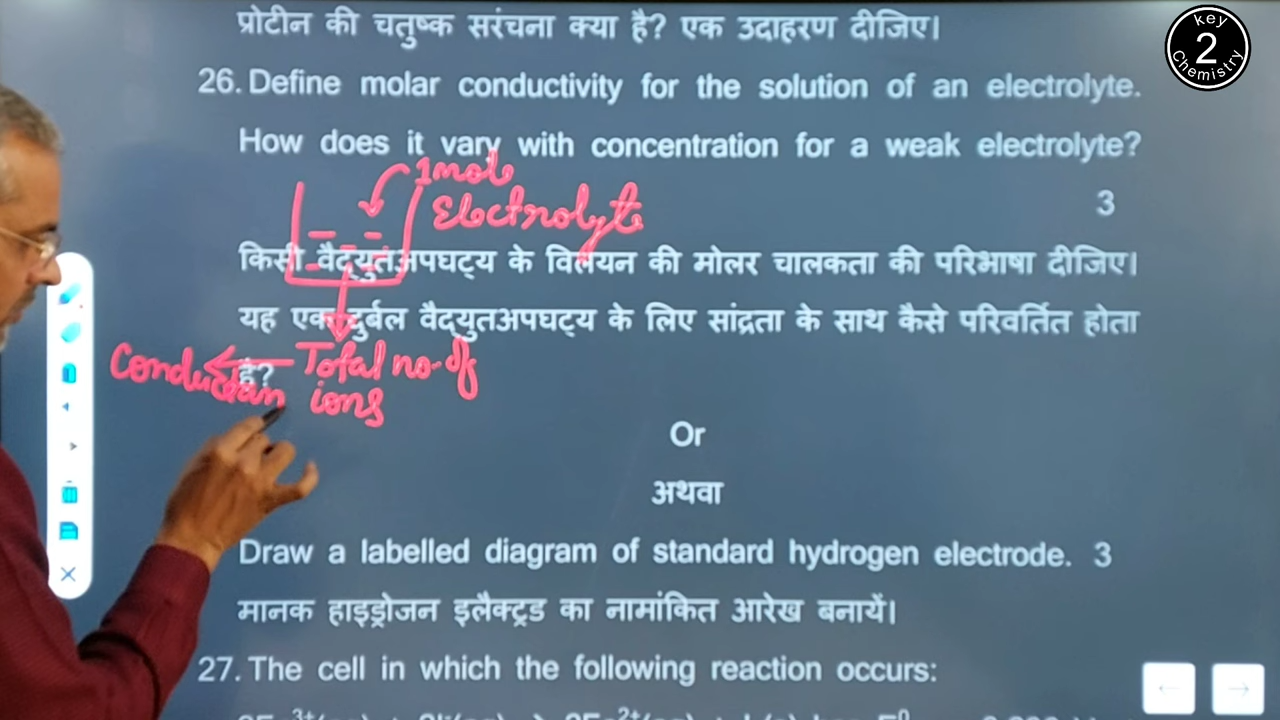 प्रोटीन की चतुष्क सरंचना क्या है? एक उदाहरण दीजिए।
key
2
Chemistry
26. Define molar conductivity for the solution of an electrolyte.
How does it vary with concentration for a weak electrolyte?
1mole
Electrolyte
3
किसी वैद्युतअपघट्य के विलयन की मोलर चालकता की परिभाषा दीजिए।
यह एक दुर्बल वैद्युतअपघट्य के लिए सांद्रता के साथ कैसे परिवर्तित होता
है?
Total no. of
ions
Or
अथवा
Draw a labelled diagram of standard hydrogen electrode. 3
मानक हाइड्रोजन इलैक्ट्रड का नामांकित आरेख बनायें।
27. The cell in which the following reaction occurs: